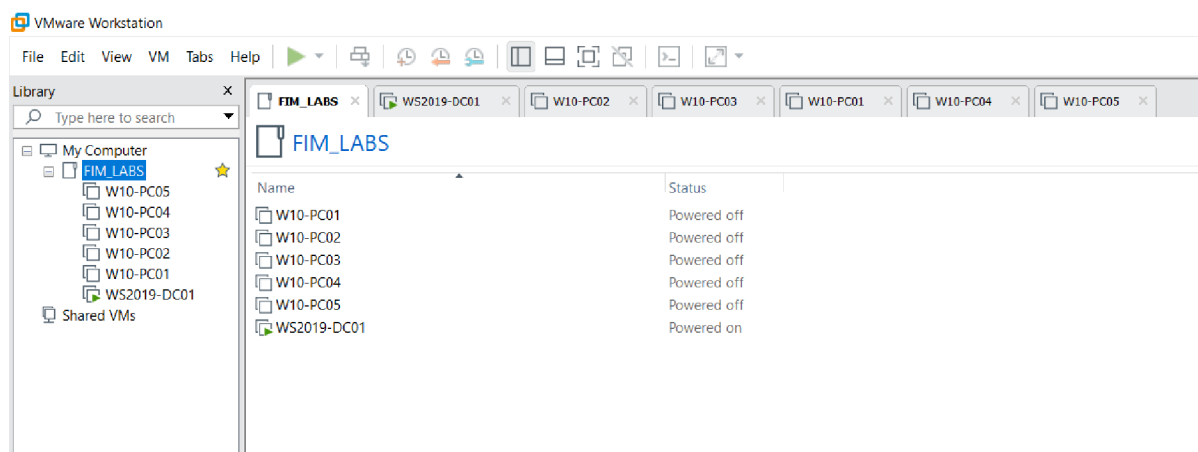 VMware Workstation
File Edit View VM Tabs Help
Library x
Type here to search
My Computer
FIM_LABS
W10-PC05
W10-PC04
W10-PC03
W10-PC02
W10-PC01
WS2019-DC01
Shared VMs
FIM_LABS WS2019-DC01 W10-PC02 W10-PC03 W10-PC01 W10-PC04 W10-PC05
FIM_LABS
Name Status
W10-PC01 Powered off
W10-PC02 Powered off
W10-PC03 Powered off
W10-PC04 Powered off
W10-PC05 Powered off
WS2019-DC01 Powered on